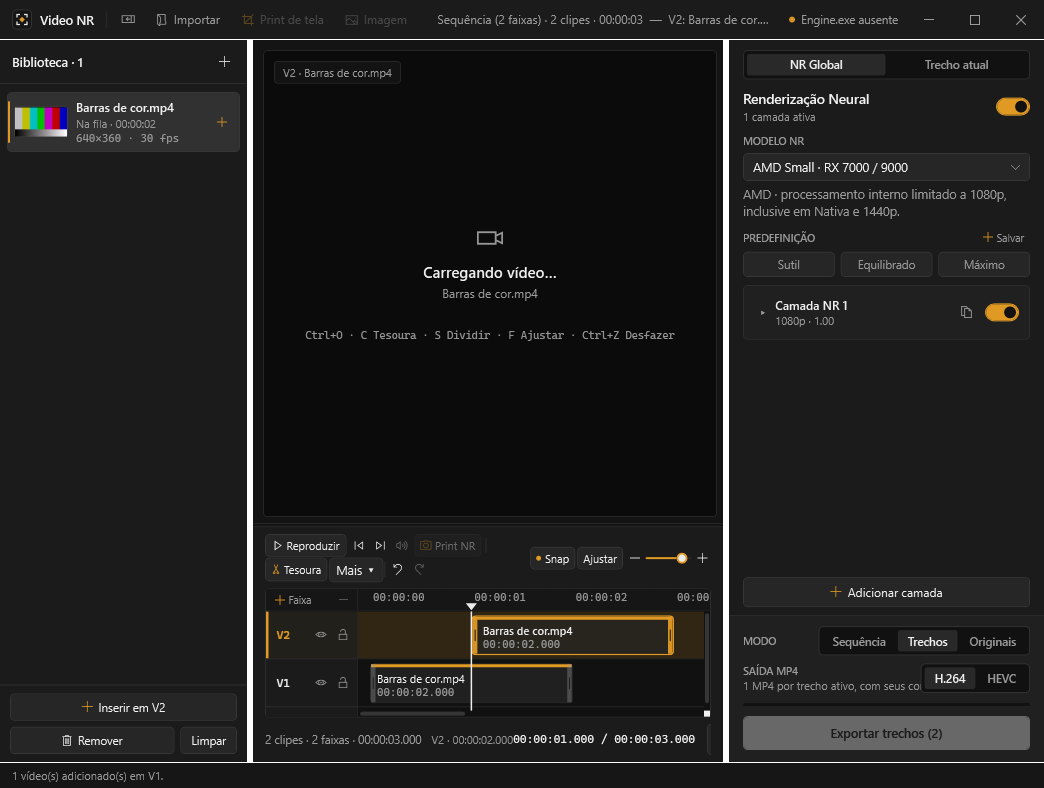 Video NR
Importar
Print de tela
Imagem
Sequência (2 faixas) · 2 clipes · 00:00:03 — V2: Barras de cor....
Engine.exe ausente
Biblioteca · 1
Barras de cor.mp4
Na fila · 00:00:02
640×360 · 30 fps
Inserir em V2
Remover
Limpar
V2 · Barras de cor.mp4
Carregando vídeo...
Barras de cor.mp4
Ctrl+O · C Tesoura · S Dividir · F Ajustar · Ctrl+Z Desfazer
Reproduzir
Print NR
Snap
Ajustar
Tesoura
Mais
Faixa
00:00:00
00:00:01
00:00:02
00:00
V2
Barras de cor.mp4
00:00:02.000
V1
Barras de cor.mp4
00:00:02.000
2 clipes · 2 faixas · 00:00:03.000
V2 · 00:00:02.000
00:00:01.000 / 00:00:03.000
NR Global
Trecho atual
Renderização Neural
1 camada ativa
MODELO NR
AMD Small · RX 7000 / 9000
AMD · processamento interno limitado a 1080p,
inclusive em Nativa e 1440p.
PREDEFINIÇÃO
Salvar
Sutil
Equilibrado
Máximo
Camada NR 1
1080p · 1.00
Adicionar camada
MODO
Sequência
Trechos
Originais
SAÍDA MP4
1 MP4 por trecho ativo, com seus co
H.264
HEVC
Exportar trechos (2)
1 vídeo(s) adicionado(s) em V1.